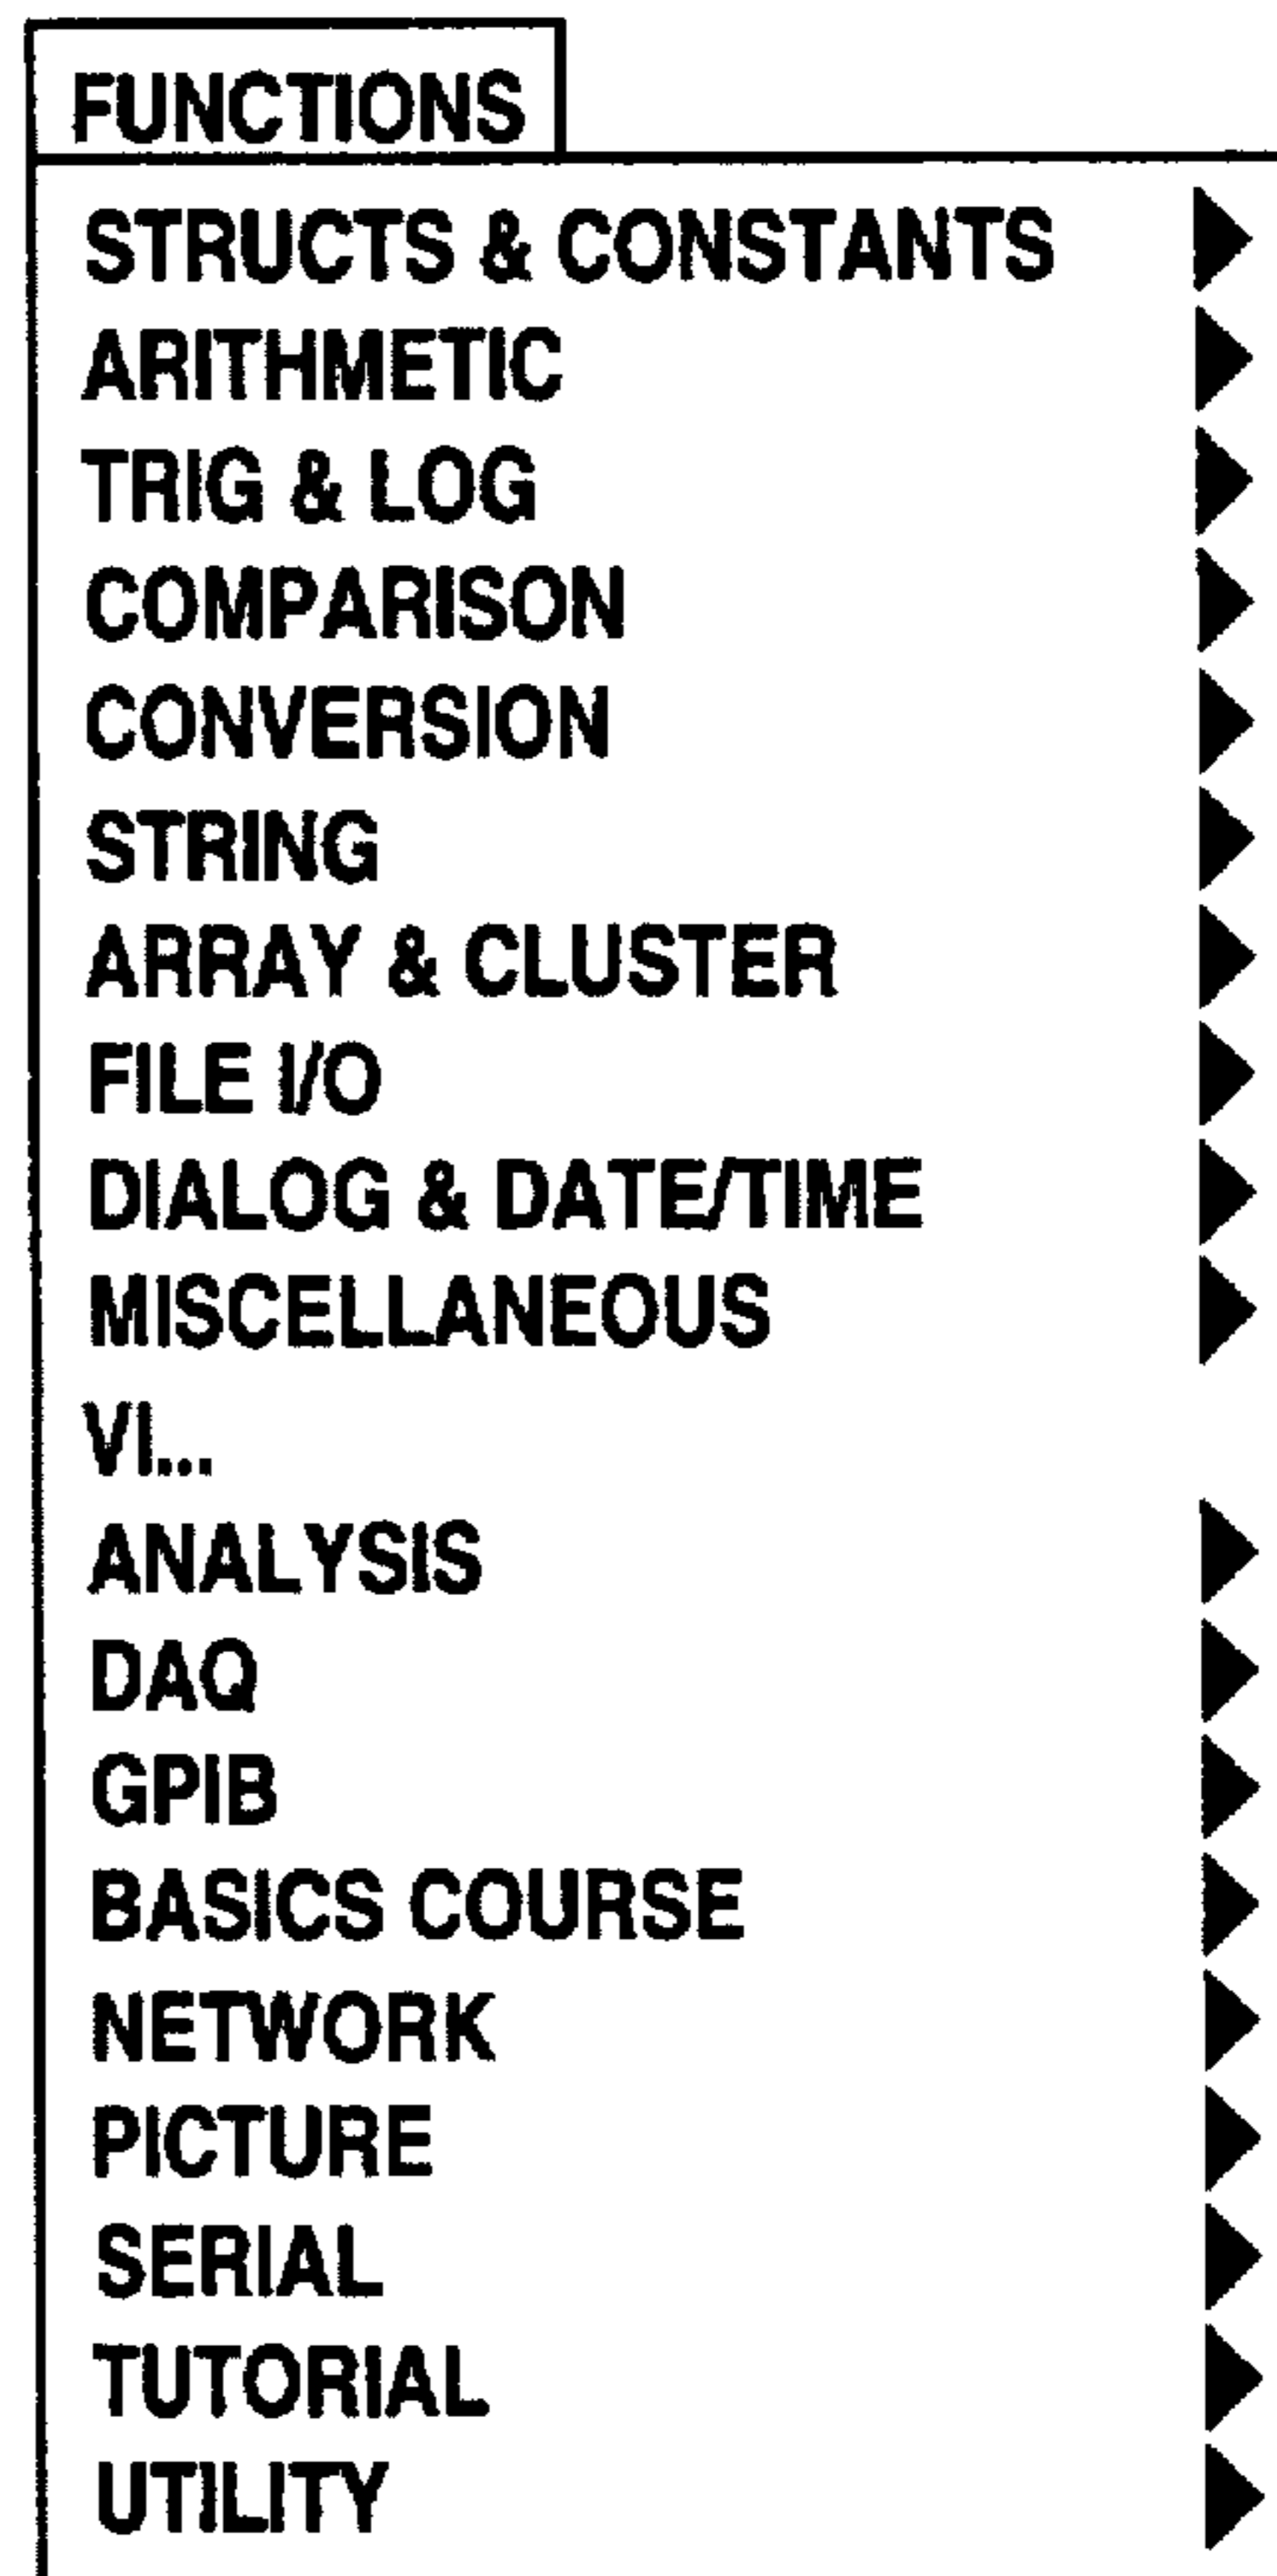 FUNCTIONS
STRUCTS & CONSTANTS
ARITHMETIC
TRIG & LOG
COMPARISON
CONVERSION
STRING
ARRAY & CLUSTER
FILE I/O
DIALOG & DATE/TIME
MISCELLANEOUS
VI...
ANALYSIS
DAQ
GPIB
BASICS COURSE
NETWORK
PICTURE
SERIAL
TUTORIAL
UTILITY